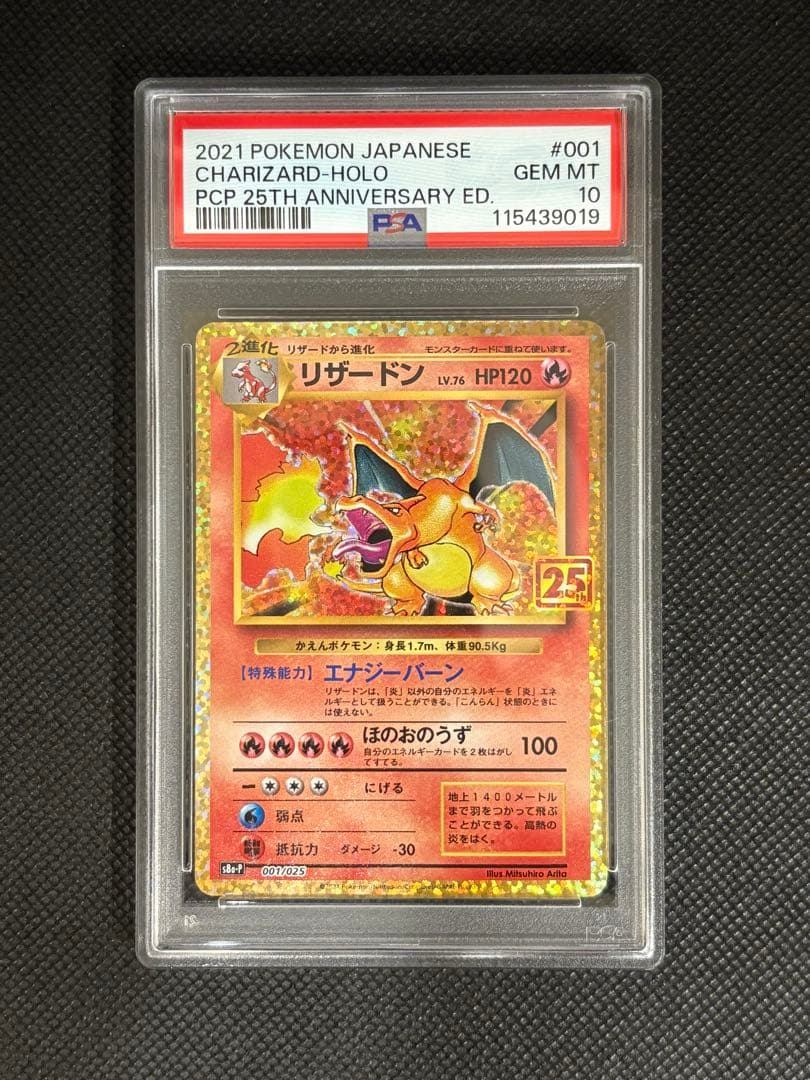 2021 POKEMON JAPANESE #001
CHARIZARD-HOLO GEM MT
PCP 25TH ANNIVERSARY ED. 10
PSA 115439019
2進化 リザードから進化 モンスターカードに重ねて使います。
リザードン LV.76 HP120
25th
かえんポケモン：身長1.7m、体重90.5Kg
【特殊能力】エナジーバーン
リザードンは、「炎」以外の自分のエネルギーを「炎」エネ
ルギーとして扱うことができる。「こんらん」状態のときに
は使えない。
ほのおのうず 100
自分のエネルギーカードを2枚はがし
てすてる。
にげる
弱点
抵抗力 ダメージ -30
地上1400メートル
まで羽をつかって飛ぶ
ことができる。高熱の
炎をはく。
s8a-P 001/025
Illus.Mitsuhiro Arita